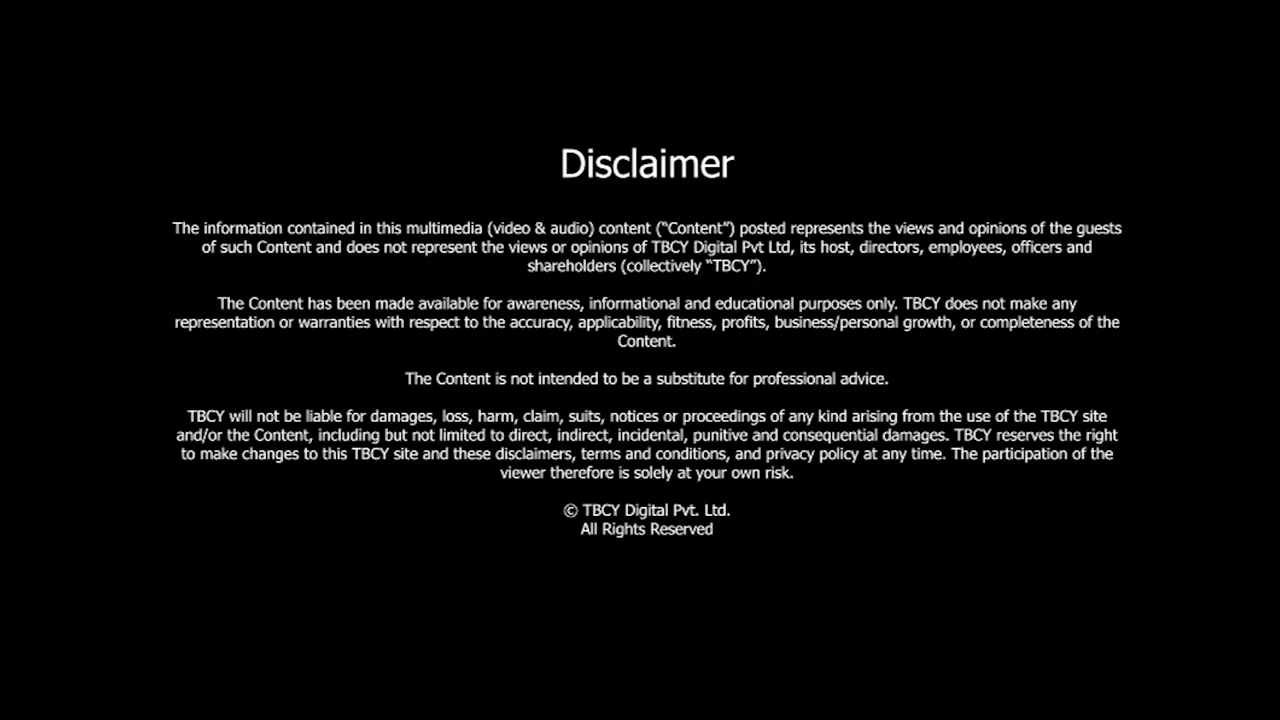 Disclaimer
The information contained in this multimedia (video & audio) content (“Content”) posted represents the views and opinions of the guests
of such Content and does not represent the views or opinions of TBCY Digital Pvt Ltd, its host, directors, employees, officers and
shareholders (collectively “TBCY”).
The Content has been made available for awareness, informational and educational purposes only. TBCY does not make any
representation or warranties with respect to the accuracy, applicability, fitness, profits, business/personal growth, or completeness of the
Content.
The Content is not intended to be a substitute for professional advice.
TBCY will not be liable for damages, loss, harm, claim, suits, notices or proceedings of any kind arising from the use of the TBCY site
and/or the Content, including but not limited to direct, indirect, incidental, punitive and consequential damages. TBCY reserves the right
to make changes to this TBCY site and these disclaimers, terms and conditions, and privacy policy at any time. The participation of the
viewer therefore is solely at your own risk.
© TBCY Digital Pvt. Ltd.
All Rights Reserved